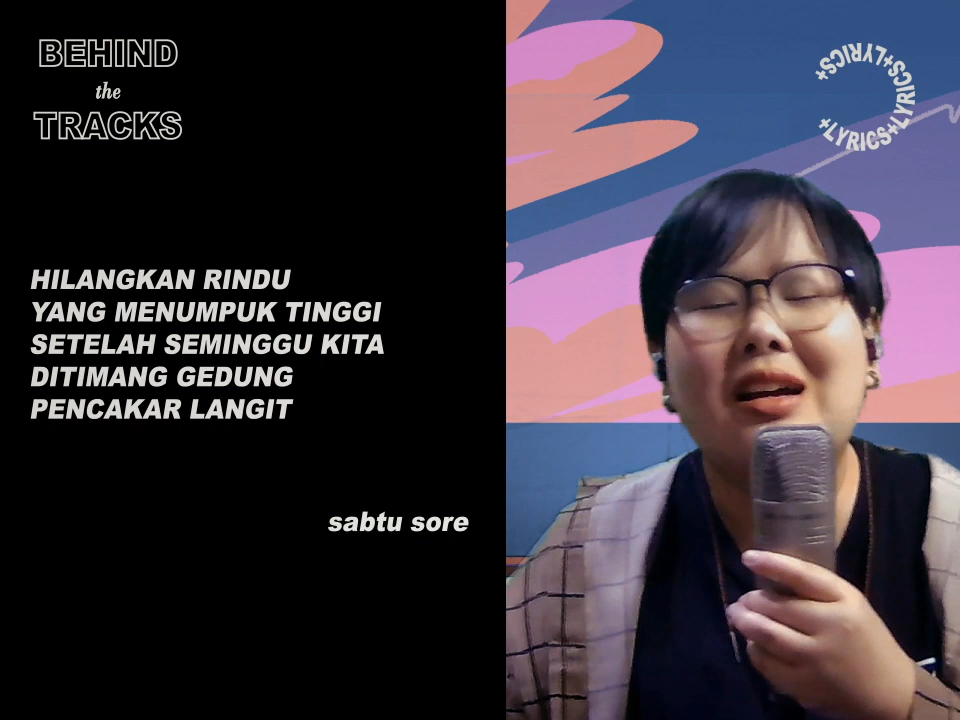 BEHIND
the
TRACKS
+LYRICS+LYRICS+LYRICS+
HILANGKAN RINDU
YANG MENUMPUK TINGGI
SETELAH SEMINGGU KITA
DITIMANG GEDUNG
PENCAKAR LANGIT
sabtu sore